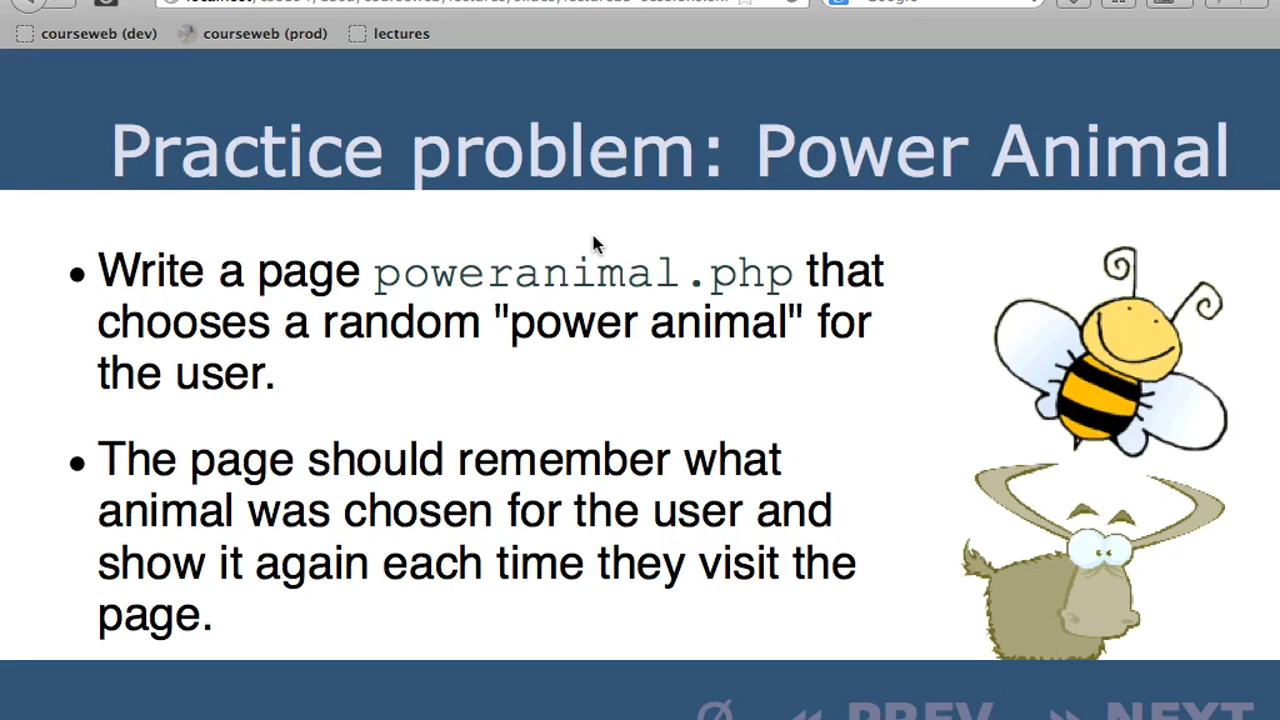 courseweb (dev) courseweb (prod) lectures
Practice problem: Power Animal
• Write a page poweranimal.php that
chooses a random "power animal" for
the user.
• The page should remember what
animal was chosen for the user and
show it again each time they visit the
page.
Ø « PREV » NEXT